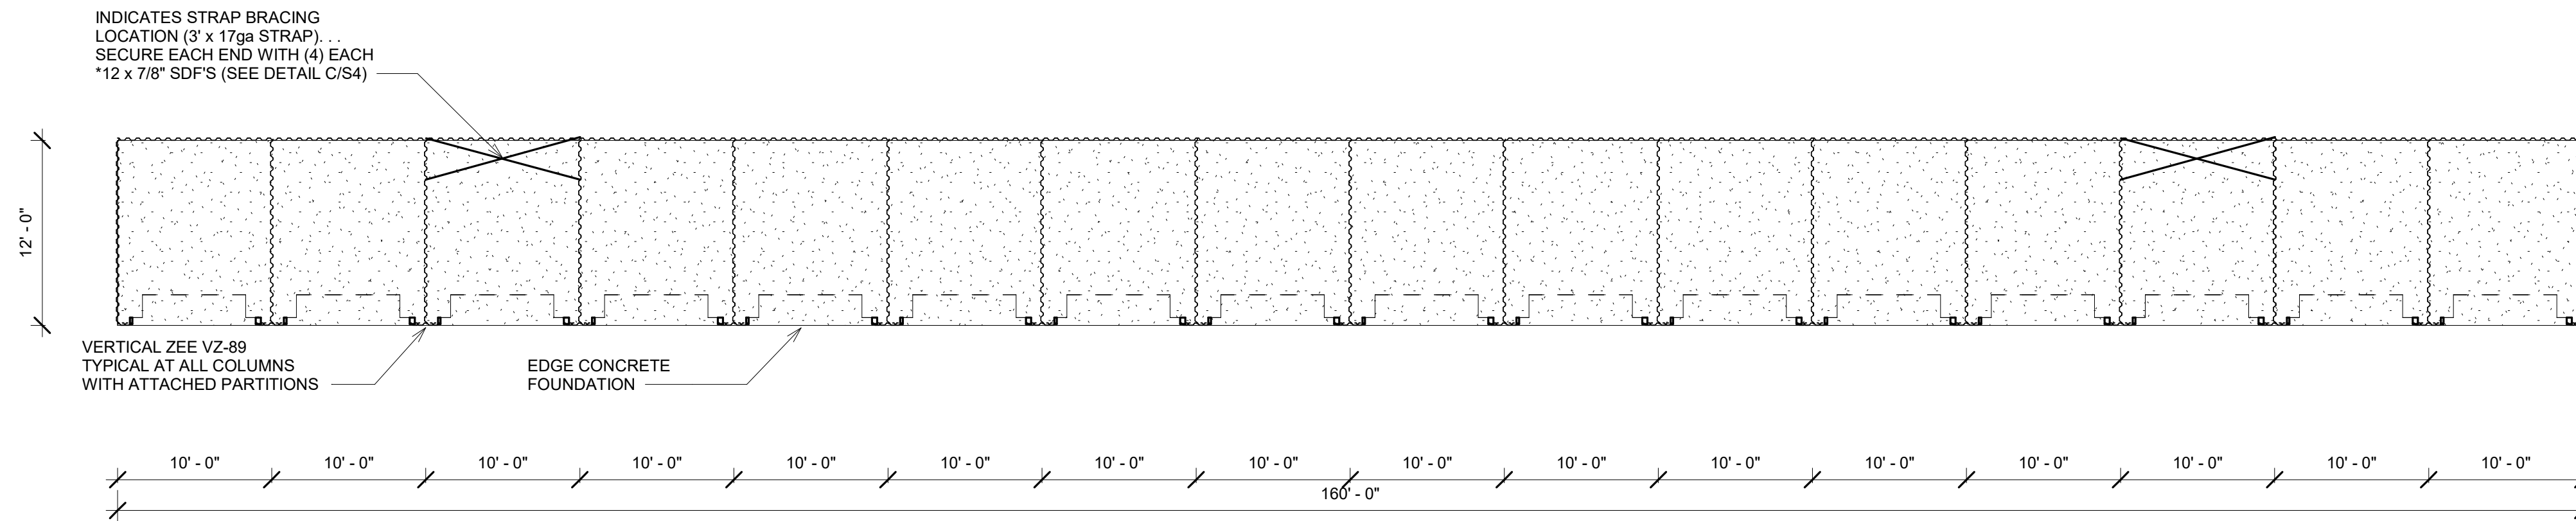 INDICATES STRAP BRACING
LOCATION (3' x 17ga STRAP). . .
SECURE EACH END WITH (4) EACH
*12 x 7/8" SDF'S (SEE DETAIL C/S4)
12' - 0"
VERTICAL ZEE VZ-89
TYPICAL AT ALL COLUMNS
WITH ATTACHED PARTITIONS
EDGE CONCRETE
FOUNDATION
10' - 0" 10' - 0" 10' - 0" 10' - 0" 10' - 0" 10' - 0" 10' - 0" 10' - 0" 10' - 0" 10' - 0" 10' - 0" 10' - 0" 10' - 0" 10' - 0" 10' - 0" 10' - 0"
160' - 0"